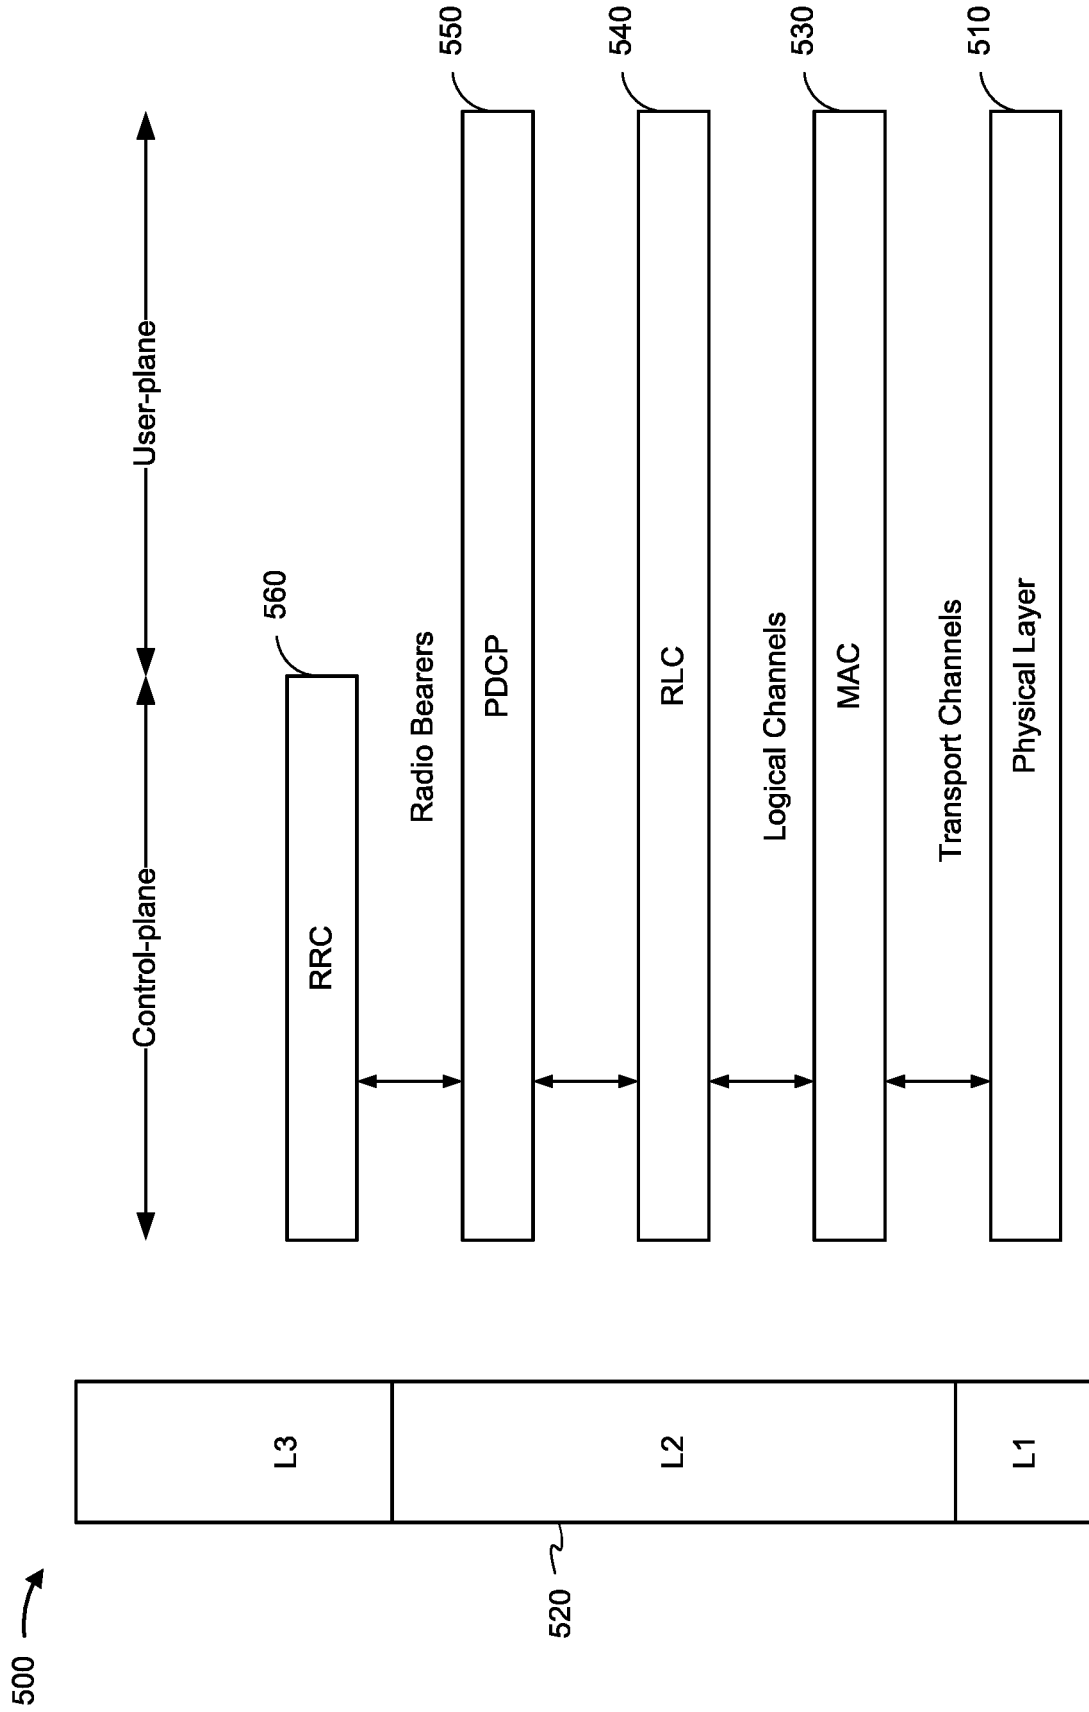 500
Control-plane
User-plane
L3
RRC
560
Radio Bearers
520
L2
PDCP
550
RLC
540
Logical Channels
MAC
530
Transport Channels
L1
Physical Layer
510